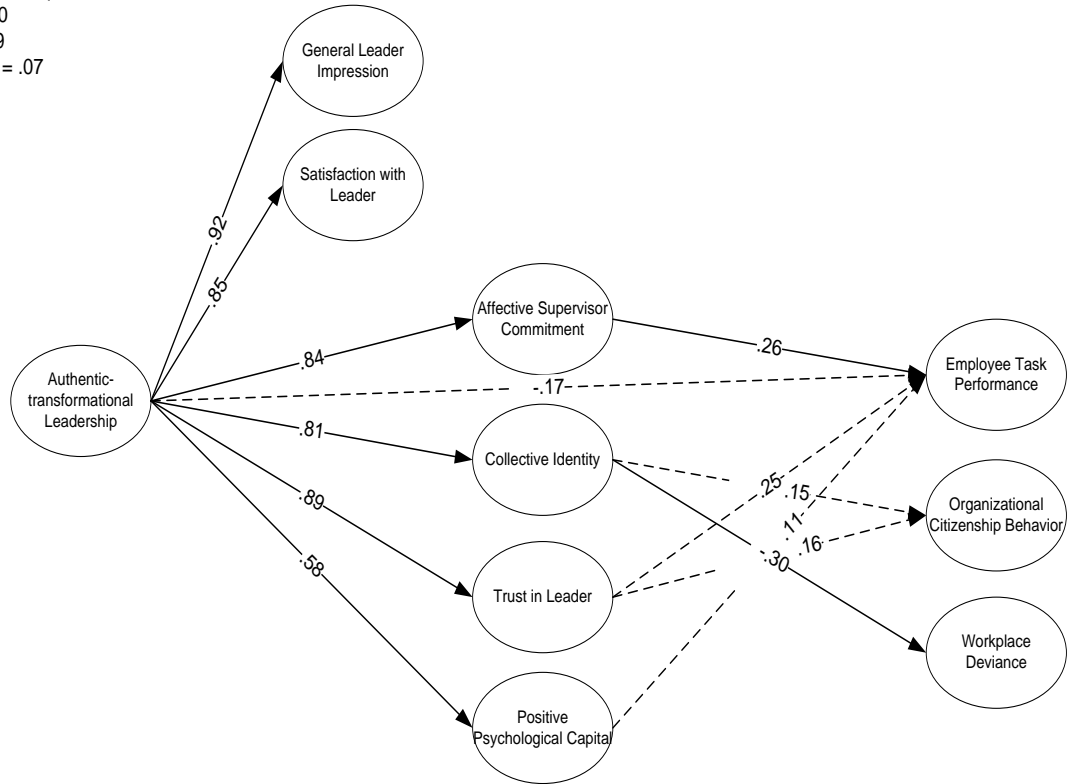 0
9
= .07
General Leader
Impression
Satisfaction with
Leader
.92
.85
Affective Supervisor
Commitment
.84
.26
Employee Task
Performance
Authentic-
transformational
Leadership
-.17
.81
Collective Identity
.89
.25
.15
Organizational
Citizenship Behavior
.11
.16
-.30
.58
Trust in Leader
Workplace
Deviance
Positive
Psychological Capital